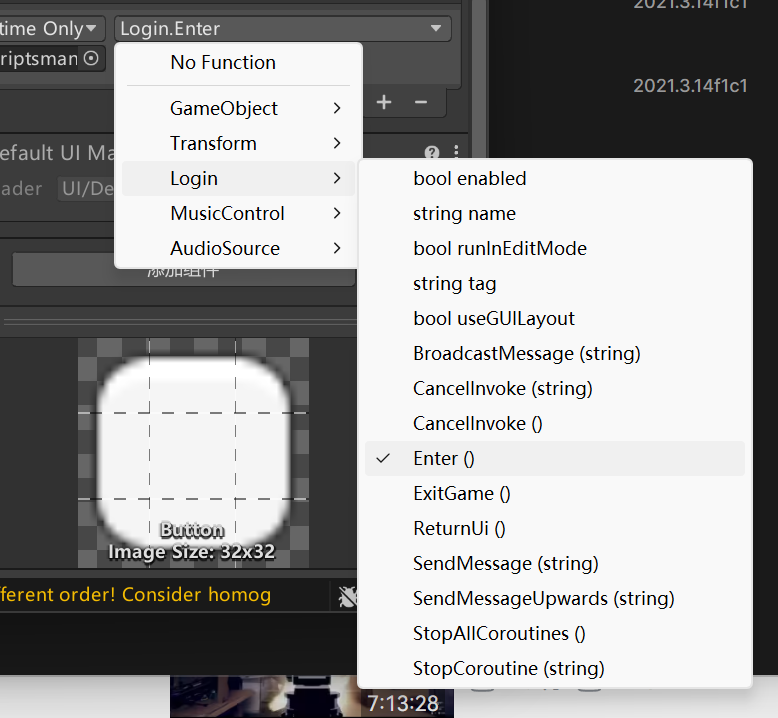 2021.3.14f1c1
time Only
Login.Enter
riptsman
No Function
2021.3.14f1c1
GameObject
Transform
efault UI Ma
Login
ader
UI/De
MusicControl
AudioSource
添加组件
bool enabled
string name
bool runInEditMode
string tag
bool useGUILayout
BroadcastMessage (string)
CancelInvoke (string)
CancelInvoke ()
Enter ()
ExitGame ()
ReturnUi ()
SendMessage (string)
SendMessageUpwards (string)
StopAllCoroutines ()
StopCoroutine (string)
Button
Image Size: 32x32
fferent order! Consider homog
7:13:28